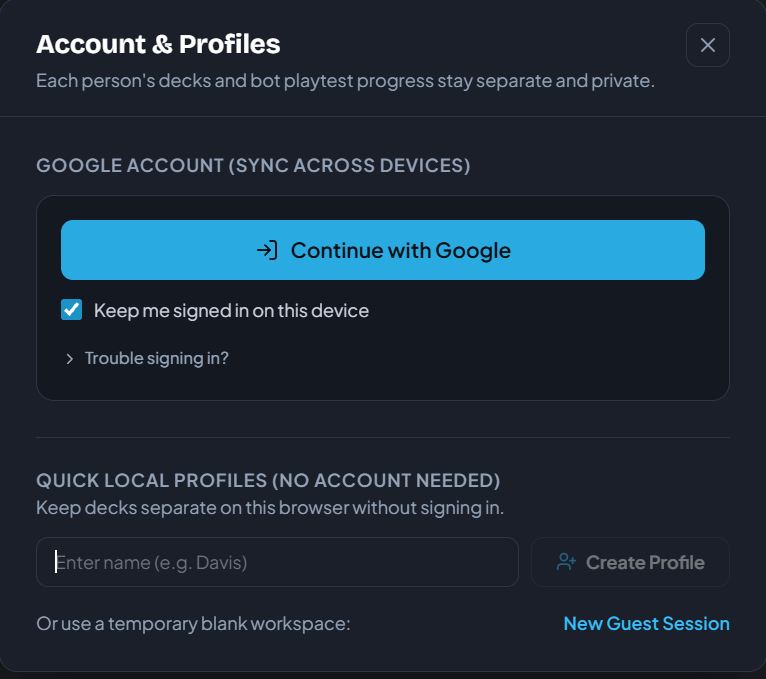 Account & Profiles
Each person's decks and bot playtest progress stay separate and private.
GOOGLE ACCOUNT (SYNC ACROSS DEVICES)
Continue with Google
Keep me signed in on this device
Trouble signing in?
QUICK LOCAL PROFILES (NO ACCOUNT NEEDED)
Keep decks separate on this browser without signing in.
Enter name (e.g. Davis)
Create Profile
Or use a temporary blank workspace:
New Guest Session